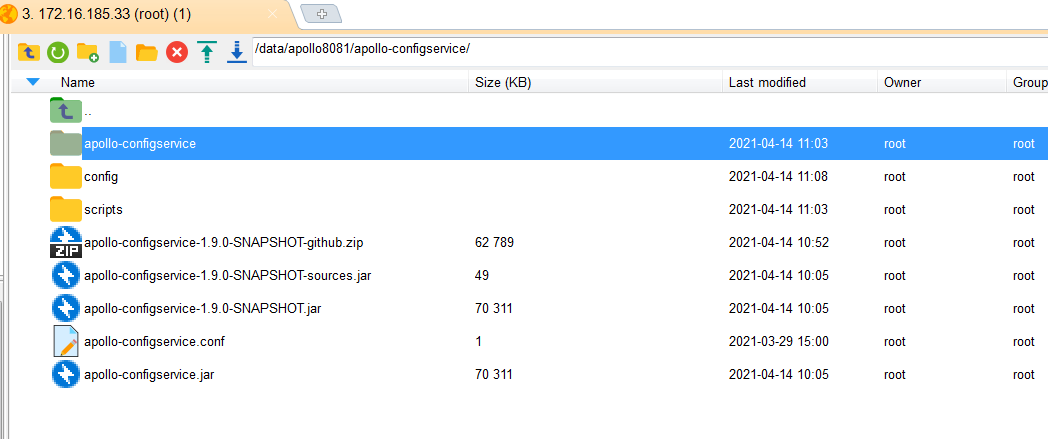 3. 172.16.185.33 (root) (1)
/data/apollo8081/apollo-configservice/
Name Size (KB) Last modified Owner Group
..
apollo-configservice 2021-04-14 11:03 root root
config 2021-04-14 11:08 root root
scripts 2021-04-14 11:03 root root
ZIP apollo-configservice-1.9.0-SNAPSHOT-github.zip 62 789 2021-04-14 10:52 root root
apollo-configservice-1.9.0-SNAPSHOT-sources.jar 49 2021-04-14 10:05 root root
apollo-configservice-1.9.0-SNAPSHOT.jar 70 311 2021-04-14 10:05 root root
apollo-configservice.conf 1 2021-03-29 15:00 root root
apollo-configservice.jar 70 311 2021-04-14 10:05 root root